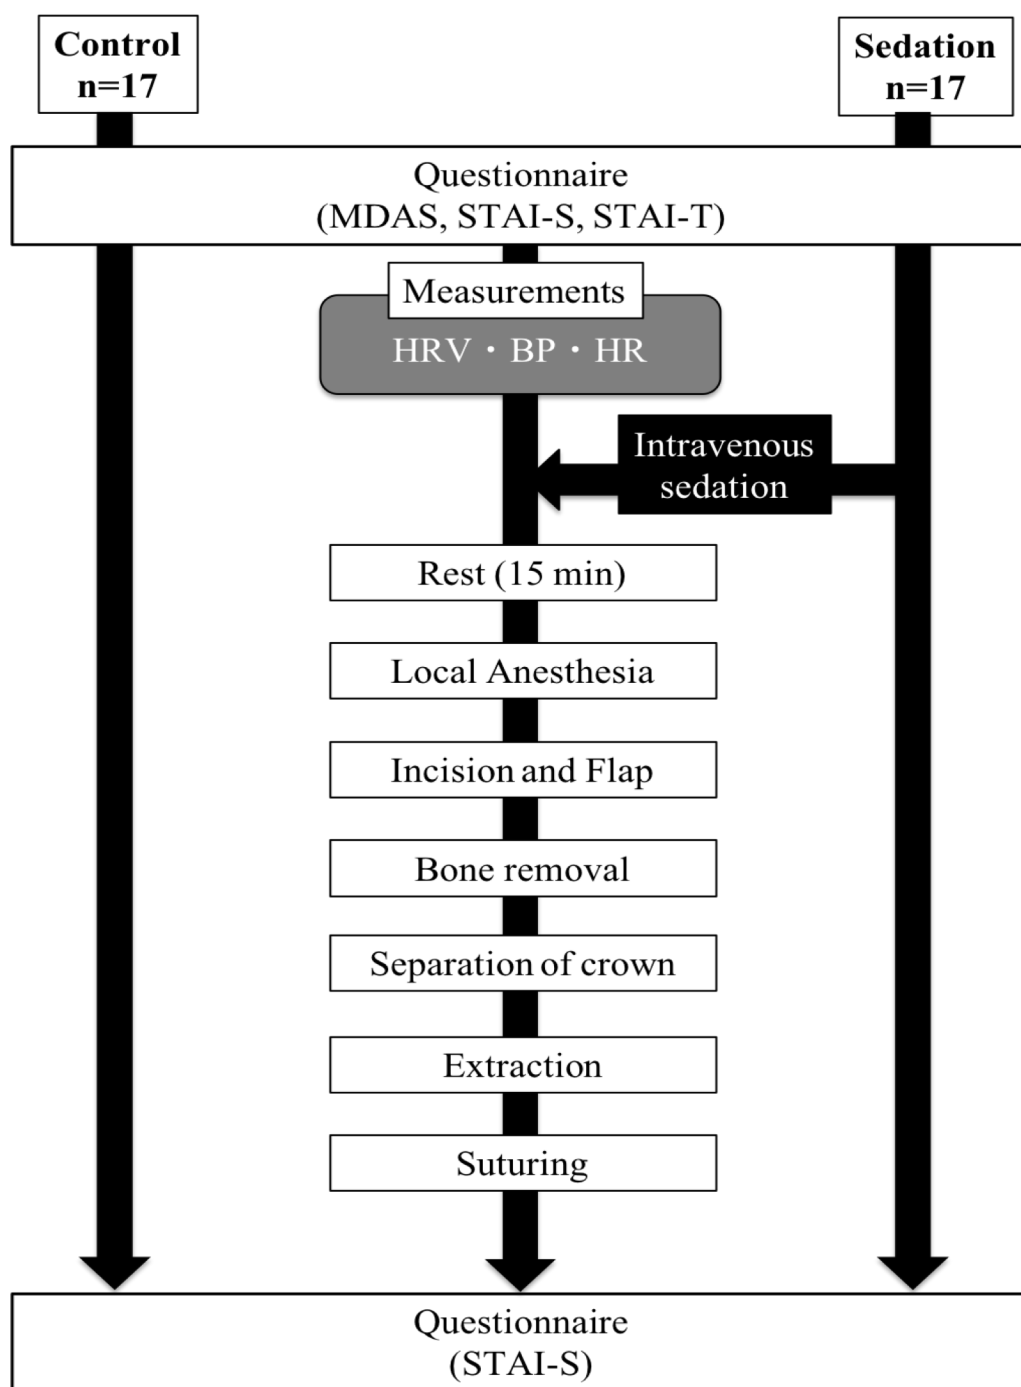 Control
n=17
Sedation
n=17
Questionnaire
(MDAS, STAI-S, STAI-T)
Measurements
HRV・BP・HR
Intravenous
sedation
Rest (15 min)
Local Anesthesia
Incision and Flap
Bone removal
Separation of crown
Extraction
Suturing
Questionnaire
(STAI-S)